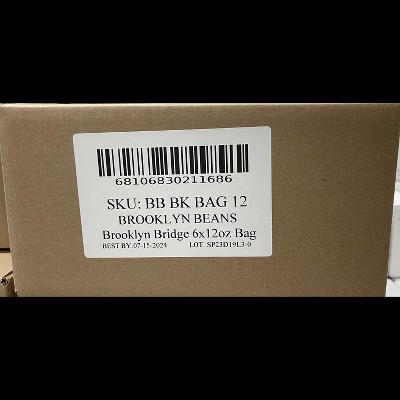 68106830211686
SKU: BB BK BAG 12
BROOKLYN BEANS
Brooklyn Bridge 6x12oz Bag
BEST BY:07-15-2024 LOT SP23D19L3-0